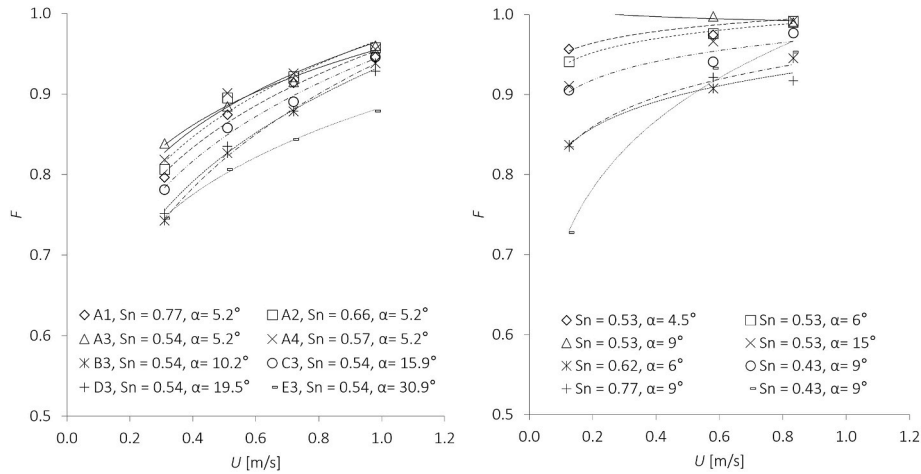 1.0
0.9
0.8
0.7
0.6
0.5
F
A1, Sn = 0.77, α= 5.2°
A2, Sn = 0.66, α= 5.2°
A3, Sn = 0.54, α= 5.2°
A4, Sn = 0.57, α= 5.2°
B3, Sn = 0.54, α= 10.2°
C3, Sn = 0.54, α= 15.9°
D3, Sn = 0.54, α= 19.5°
E3, Sn = 0.54, α= 30.9°
0.0 0.2 0.4 0.6 0.8 1.0 1.2
U [m/s]
1.0
0.9
0.8
0.7
0.6
0.5
F
Sn = 0.53, α= 4.5°
Sn = 0.53, α= 6°
Sn = 0.53, α= 9°
Sn = 0.53, α= 15°
Sn = 0.62, α= 6°
Sn = 0.43, α= 9°
Sn = 0.77, α= 9°
Sn = 0.43, α= 9°
0.0 0.2 0.4 0.6 0.8 1.0 1.2
U [m/s]